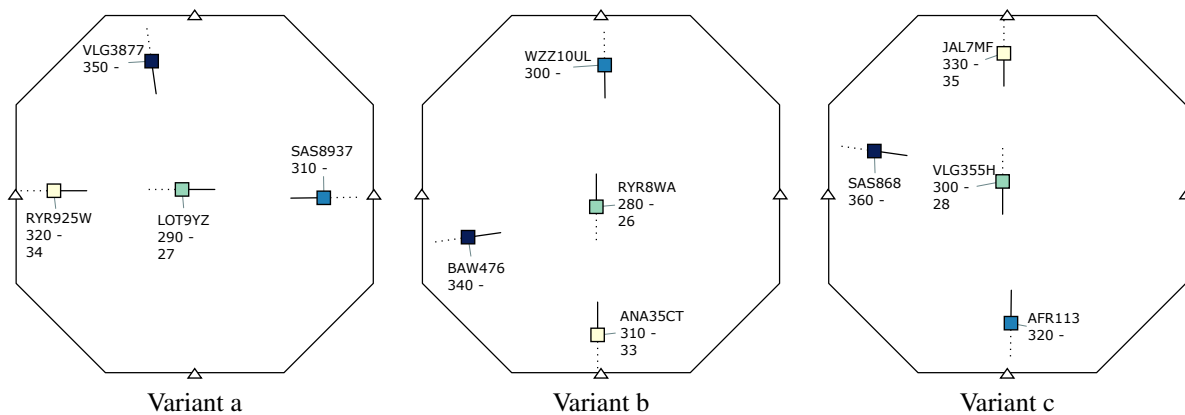 VLG3877
350 -
SAS8937
310 -
RYR925W
320 -
34
LOT9YZ
290 -
27
Variant a
WZZ10UL
300 -
RYR8WA
280 -
26
BAW476
340 -
ANA35CT
310 -
33
Variant b
JAL7MF
330 -
35
SAS868
360 -
VLG355H
300 -
28
AFR113
320 -
Variant c